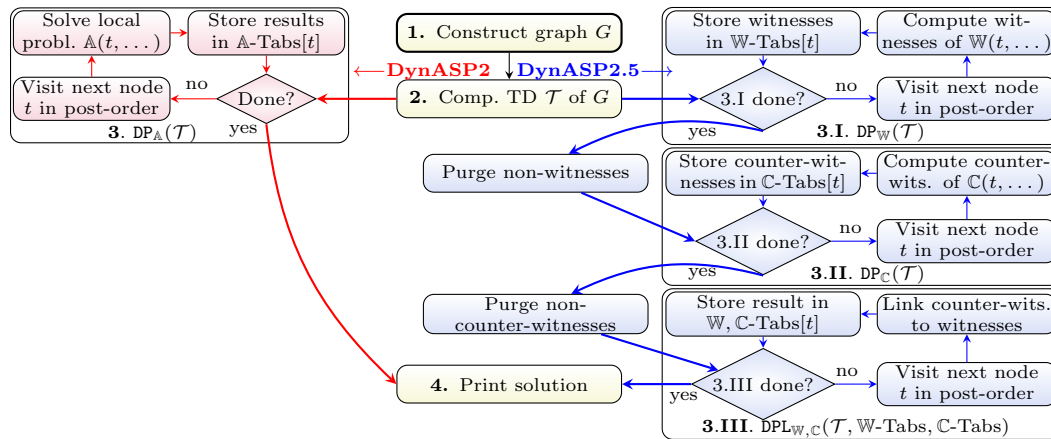 Solve local
probl. 𝔸(t, . . . )
Store results
in 𝔸-Tabs[t]
Visit next node
t in post-order
no
Done?
yes
3. DP𝔸(𝒯)
1. Construct graph G
←DynASP2
DynASP2.5→
2. Comp. TD 𝒯 of G
Store witnesses
in 𝕎-Tabs[t]
Compute wit-
nesses of 𝕎(t, . . . )
3.I done?
no
Visit next node
t in post-order
yes
3.I. DP𝕎(𝒯)
Purge non-witnesses
Store counter-wit-
nesses in ℂ-Tabs[t]
Compute counter-
wits. of ℂ(t, . . . )
3.II done?
no
Visit next node
t in post-order
yes
3.II. DPℂ(𝒯)
Purge non-
counter-witnesses
Store result in
𝕎, ℂ-Tabs[t]
Link counter-wits.
to witnesses
3.III done?
no
Visit next node
t in post-order
yes
4. Print solution
3.III. DPL𝕎,ℂ(𝒯, 𝕎-Tabs, ℂ-Tabs)